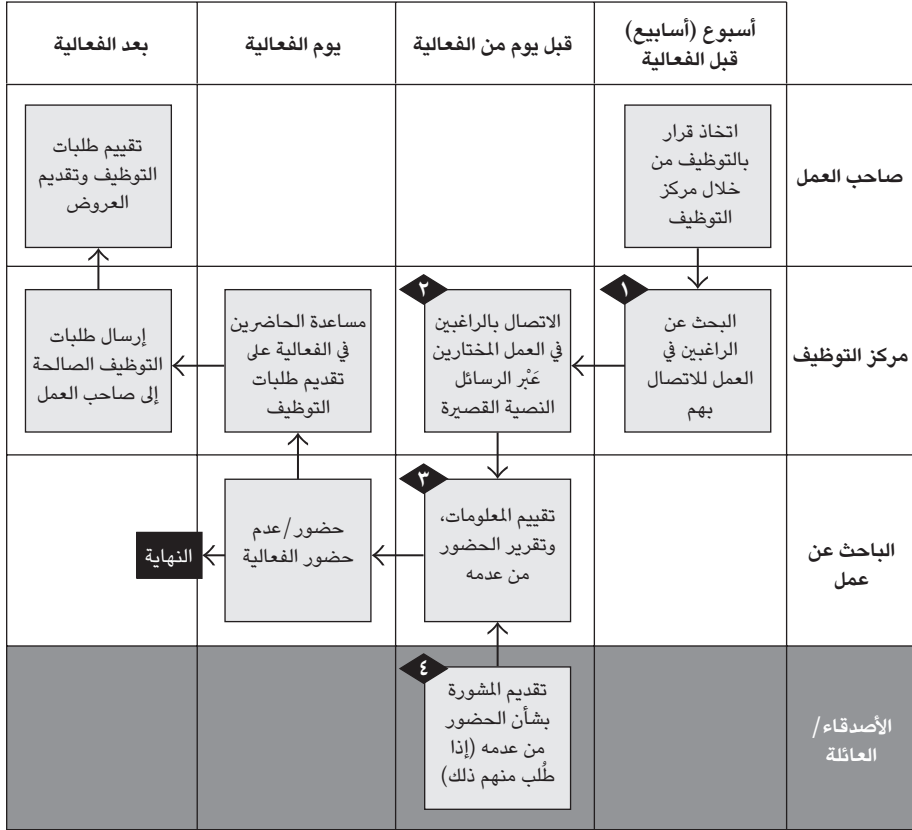 أسبوع (أسابيع)
قبل الفعالية
قبل يوم من الفعالية
يوم الفعالية
بعد الفعالية
صاحب العمل
اتخاذ قرار
بالتوظيف من
خلال مركز
التوظيف
تقييم طلبات
التوظيف وتقديم
العروض
مركز التوظيف
١
البحث عن
الراغبين في
العمل للاتصال
بهم
٢
الاتصال بالراغبين
في العمل المختارين
عَبْر الرسائل
النصية القصيرة
مساعدة الحاضرين
في الفعالية على
تقديم طلبات
التوظيف
إرسال طلبات
التوظيف الصالحة
إلى صاحب العمل
الباحث عن
عمل
٣
تقييم المعلومات،
وتقرير الحضور
من عدمه
حضور/عدم
حضور الفعالية
النهاية
الأصدقاء/
العائلة
٤
تقديم المشورة
بشأن الحضور
من عدمه (إذا
طُلب منهم ذلك)